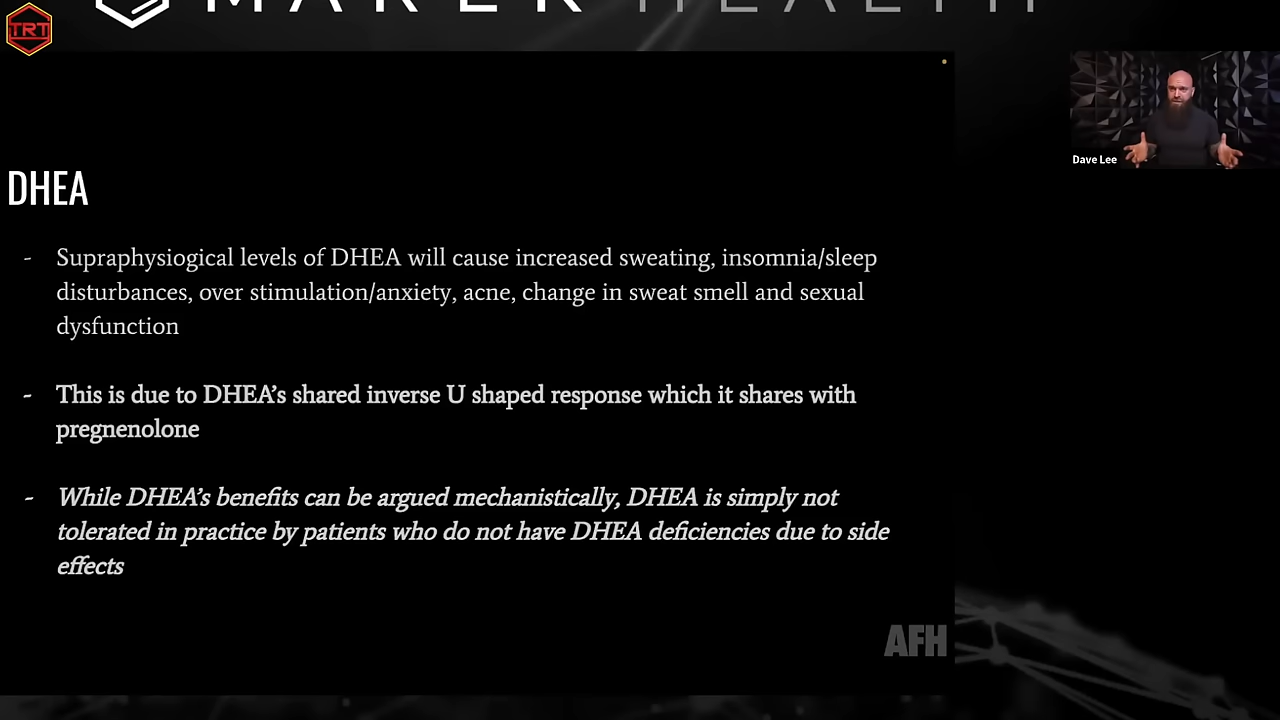 MAREK HEALTH
TRT
Dave Lee
DHEA
- Supraphysiogical levels of DHEA will cause increased sweating, insomnia/sleep
disturbances, over stimulation/anxiety, acne, change in sweat smell and sexual
dysfunction
- This is due to DHEA's shared inverse U shaped response which it shares with
pregnenolone
- While DHEA's benefits can be argued mechanistically, DHEA is simply not
tolerated in practice by patients who do not have DHEA deficiencies due to side
effects
AFH